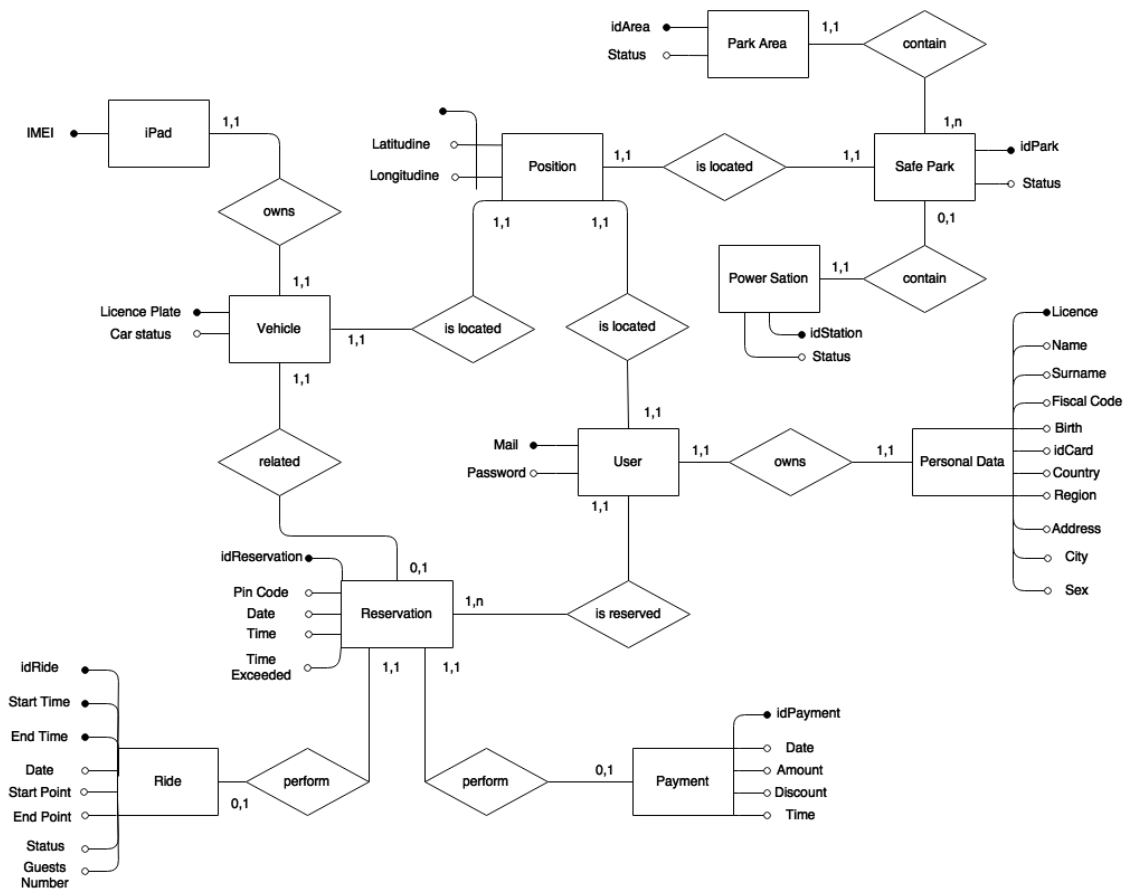 idArea
Status
Park Area
1,1
contain
IMEI
iPad
1,1
1,n
Latitudine
Longitudine
Position
1,1
is located
1,1
Safe Park
idPark
Status
owns
1,1
1,1
0,1
Power Sation
1,1
contain
1,1
Licence Plate
Car status
Vehicle
1,1
is located
is located
idStation
Status
1,1
Licence
Name
Surname
Fiscal Code
Birth
idCard
Country
Region
Address
City
Sex
1,1
Mail
Password
User
1,1
owns
1,1
Personal Data
related
1,1
idReservation
0,1
Pin Code
Date
Time
Time
Exceeded
Reservation
1,n
is reserved
1,1
1,1
idRide
Start Time
End Time
Date
Start Point
End Point
Status
Guests
Number
Ride
0,1
perform
perform
0,1
Payment
idPayment
Date
Amount
Discount
Time